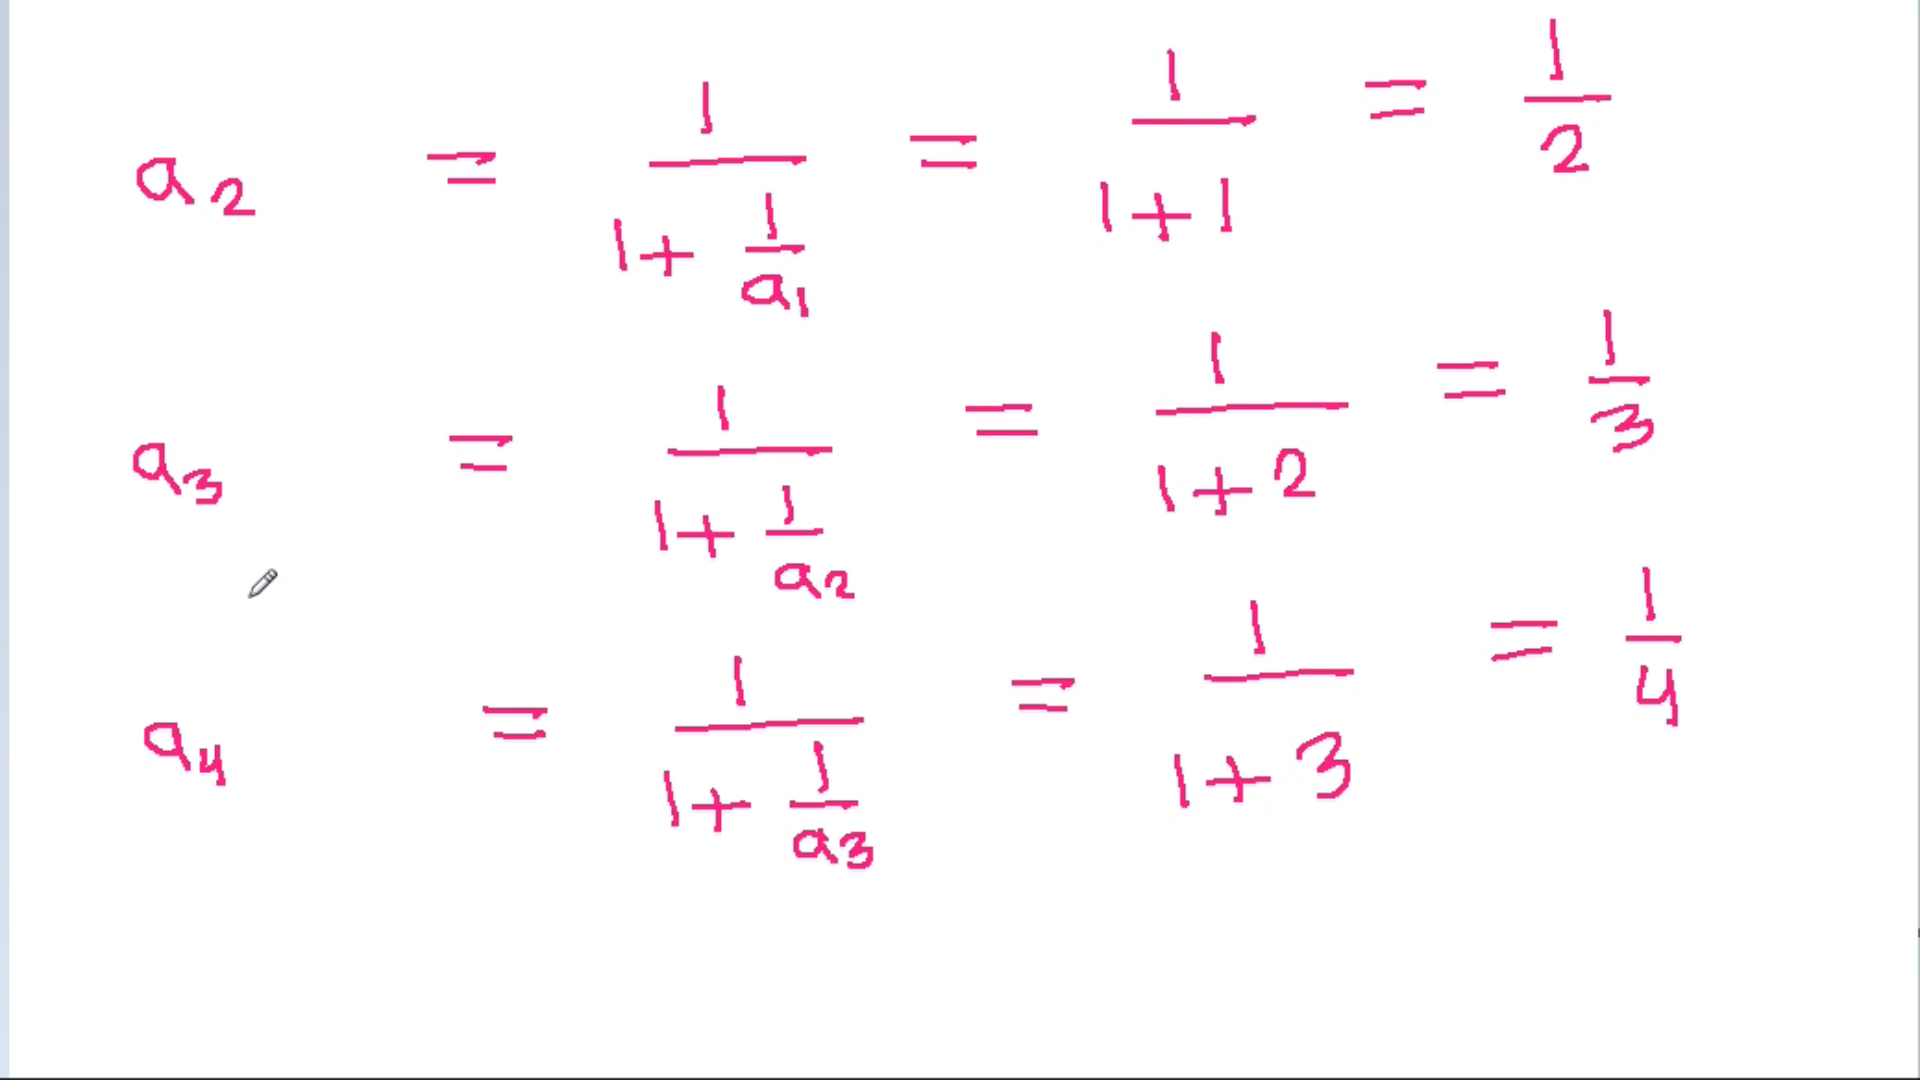 a₂ = 1/(1 + 1/a₁) = 1/(1+1) = 1/2
a₃ = 1/(1 + 1/a₂) = 1/(1+2) = 1/3
a₄ = 1/(1 + 1/a₃) = 1/(1+3) = 1/4